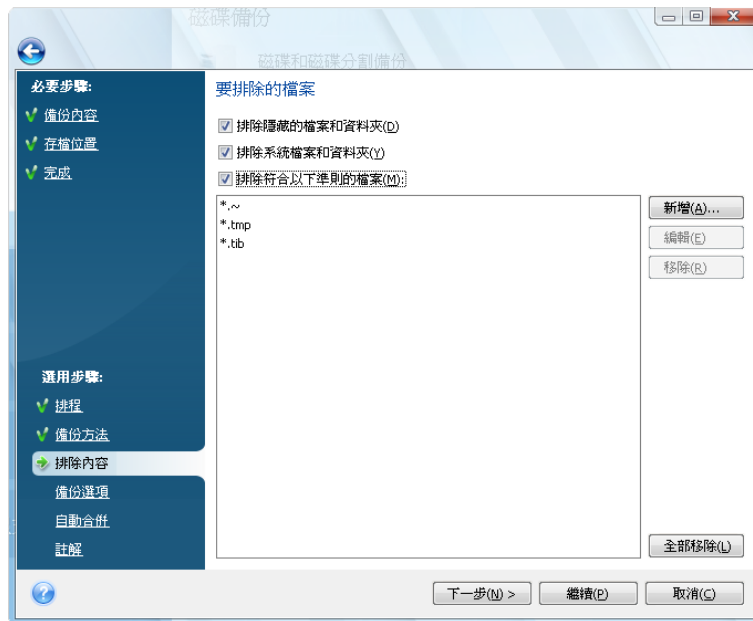 磁碟備份
磁碟和磁碟分割備份
必要步驟:
備份內容
存檔位置
完成
選用步驟:
排程
備份方法
排除內容
備份選項
自動合併
註解
要排除的檔案
排除隱藏的檔案和資料夾(D)
排除系統檔案和資料夾(Y)
排除符合以下準則的檔案(M):
*.~
*.tmp
*.tib
新增(A)...
編輯(E)
移除(R)
全部移除(L)
下一步(N) >
繼續(P)
取消(C)